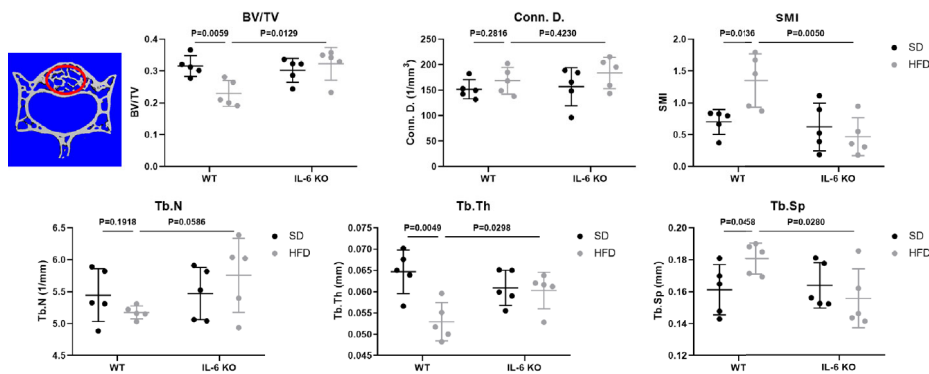 BV/TV
P=0.0059 P=0.0129
BV/TV
0.4
0.3
0.2
0.1
0.0
WT IL-6 KO
Conn. D.
P=0.2816 P=0.4230
Conn. D. (1/mm³)
250
200
150
100
50
0
WT IL-6 KO
SMI
P=0.0136 P=0.0050
SMI
2.0
1.5
1.0
0.5
0.0
WT IL-6 KO
SD
HFD
Tb.N
P=0.1918 P=0.0586
Tb.N (1/mm)
6.5
6.0
5.5
5.0
4.5
WT IL-6 KO
SD
HFD
Tb.Th
P=0.0049 P=0.0298
Tb.Th (mm)
0.075
0.070
0.065
0.060
0.055
0.050
0.045
WT IL-6 KO
SD
HFD
Tb.Sp
P=0.0458 P=0.0280
Tb.Sp (mm)
0.20
0.18
0.16
0.14
0.12
WT IL-6 KO
SD
HFD